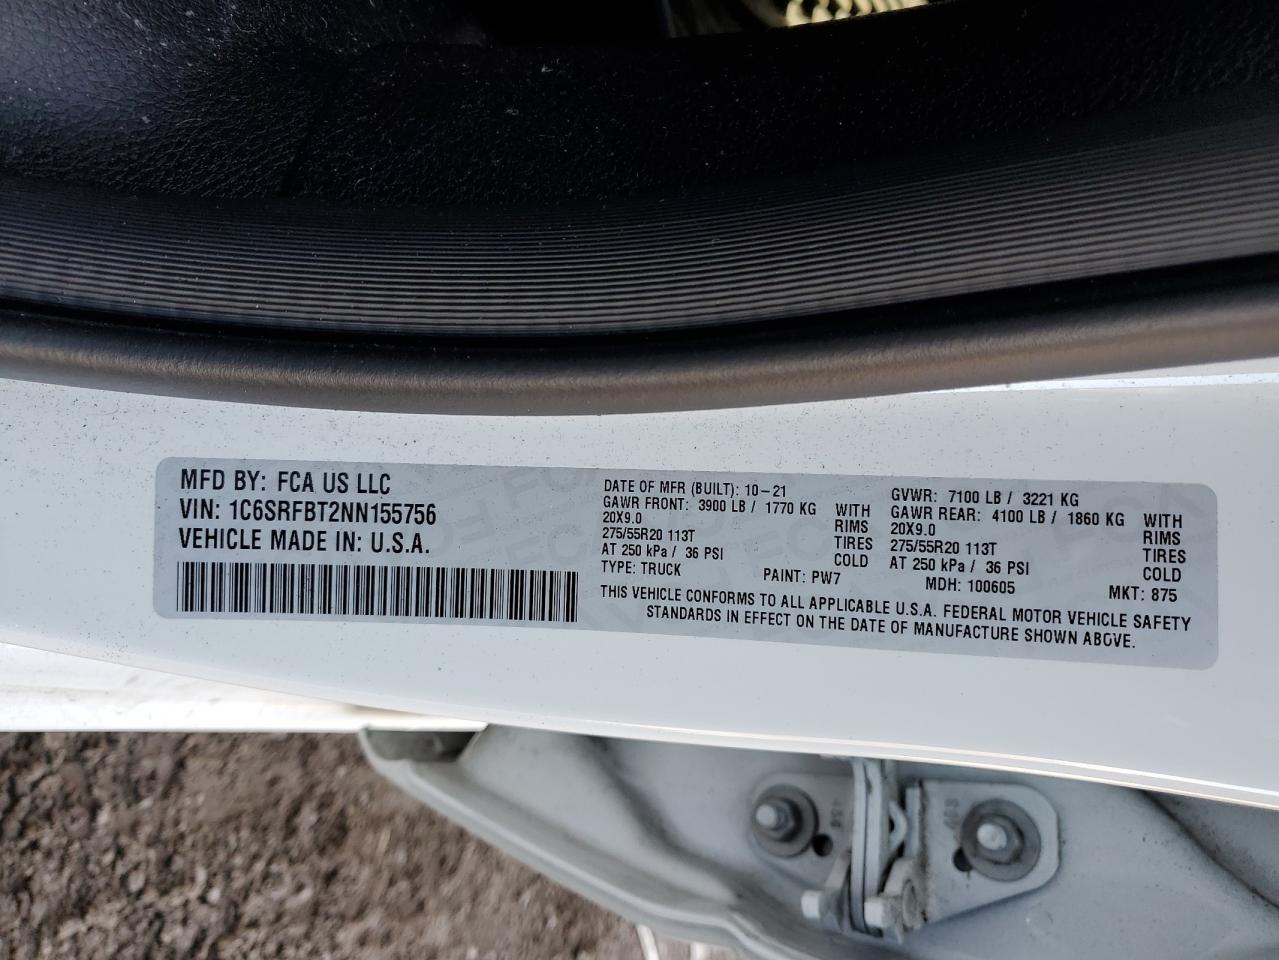 MFD BY: FCA US LLC
VIN: 1C6SRFBT2NN155756
VEHICLE MADE IN: U.S.A.
DATE OF MFR (BUILT): 10-21
GAWR FRONT: 3900 LB / 1770 KG WITH
20X9.0 RIMS
275/55R20 113T TIRES
AT 250 kPa / 36 PSI COLD
TYPE: TRUCK PAINT: PW7
GVWR: 7100 LB / 3221 KG
GAWR REAR: 4100 LB / 1860 KG WITH
20X9.0 RIMS
275/55R20 113T TIRES
AT 250 kPa / 36 PSI COLD
MDH: 100605 MKT: 875
THIS VEHICLE CONFORMS TO ALL APPLICABLE U.S.A. FEDERAL MOTOR VEHICLE SAFETY
STANDARDS IN EFFECT ON THE DATE OF MANUFACTURE SHOWN ABOVE.